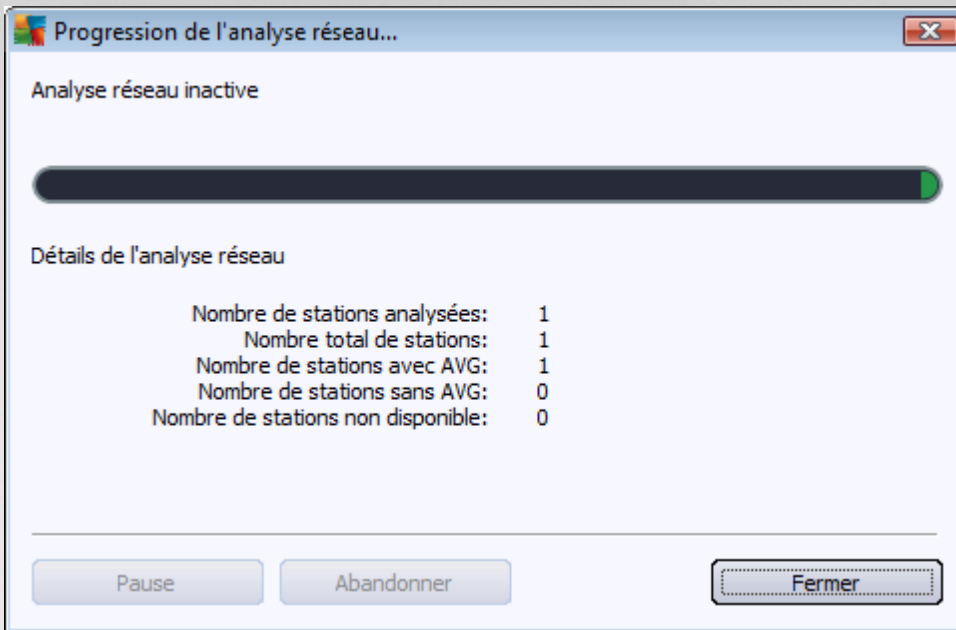 Progression de l'analyse réseau...
Analyse réseau inactive
Détails de l'analyse réseau
Nombre de stations analysées: 1
Nombre total de stations: 1
Nombre de stations avec AVG: 1
Nombre de stations sans AVG: 0
Nombre de stations non disponible: 0
Pause Abandonner Fermer